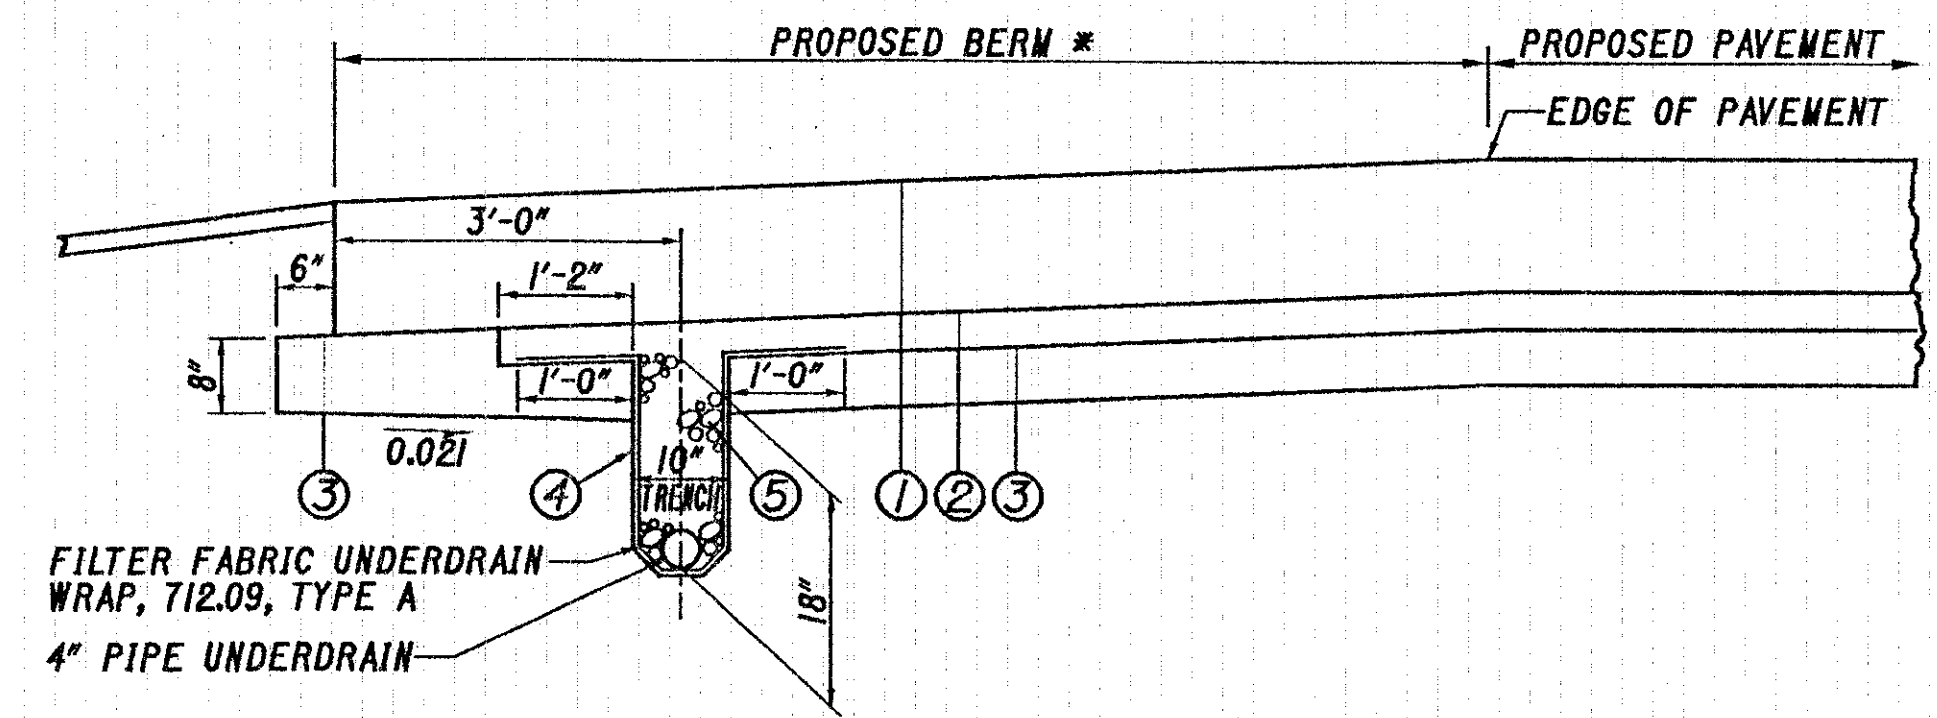 PROPOSED BERM *
PROPOSED PAVEMENT
EDGE OF PAVEMENT
3'-0"
6"
1'-2"
8"
1'-0"
1'-0"
0.021
10"
TRENCH
3
4
5
1
2
3
FILTER FABRIC UNDERDRAIN
WRAP, 712.09, TYPE A
18"
4" PIPE UNDERDRAIN